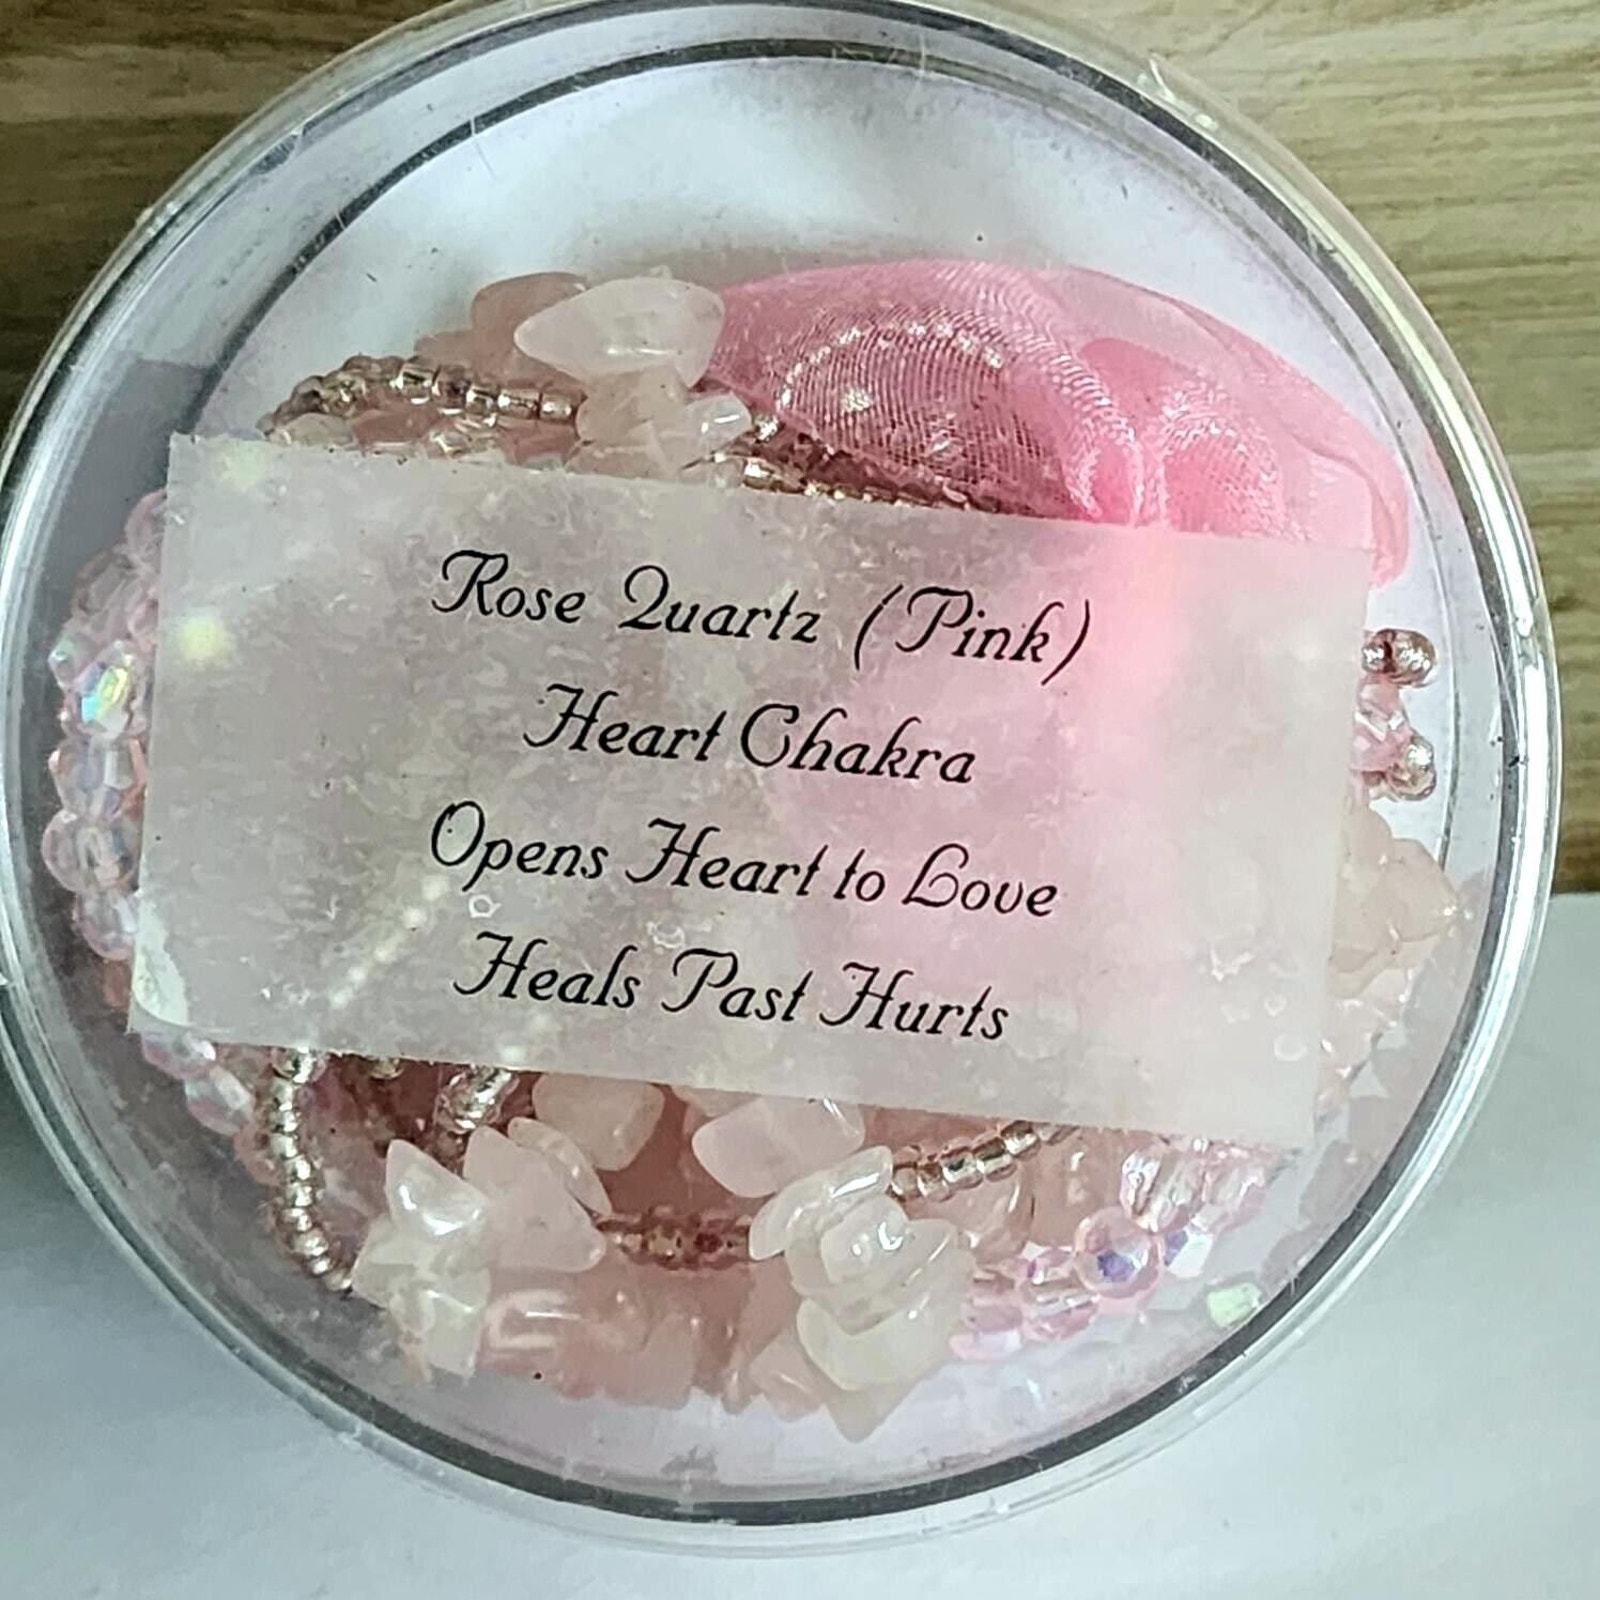 Rose Quartz (Pink)
Heart Chakra
Opens Heart to Love
Heals Past Hurts